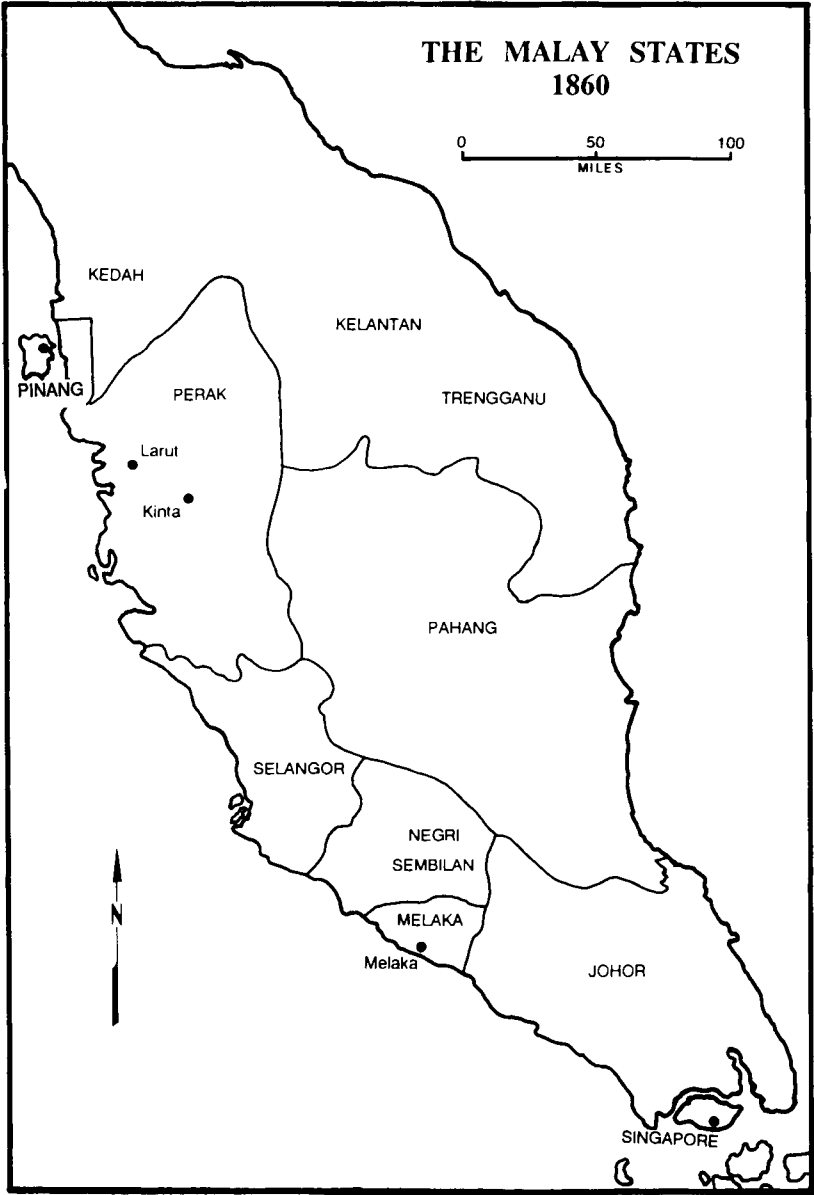 THE MALAY STATES
1860
0 50 100
MILES
KEDAH
KELANTAN
PINANG
PERAK
TRENGGANU
Larut
Kinta
PAHANG
SELANGOR
NEGRI
SEMBILAN
MELAKA
Melaka
JOHOR
N
SINGAPORE